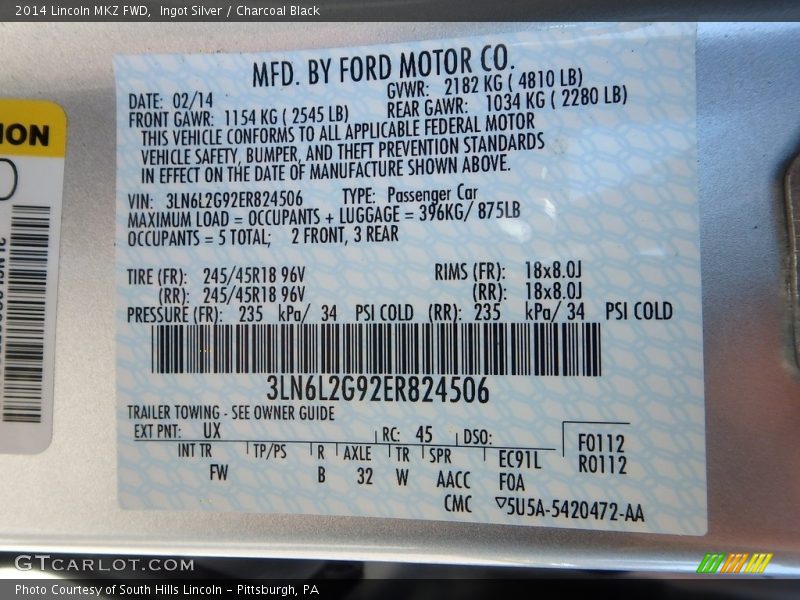 2014 Lincoln MKZ FWD,  Ingot Silver / Charcoal Black
ION
MFD. BY FORD MOTOR CO.
DATE: 02/14 GVWR: 2182 KG ( 4810 LB)
FRONT GAWR: 1154 KG ( 2545 LB) REAR GAWR: 1034 KG ( 2280 LB)
THIS VEHICLE CONFORMS TO ALL APPLICABLE FEDERAL MOTOR
VEHICLE SAFETY, BUMPER, AND THEFT PREVENTION STANDARDS
IN EFFECT ON THE DATE OF MANUFACTURE SHOWN ABOVE.
VIN: 3LN6L2G92ER824506 TYPE: Passenger Car
MAXIMUM LOAD = OCCUPANTS + LUGGAGE = 396KG/ 875LB
OCCUPANTS = 5 TOTAL; 2 FRONT, 3 REAR
TIRE (FR): 245/45R18 96V RIMS (FR): 18x8.0J
(RR): 245/45R18 96V (RR): 18x8.0J
PRESSURE (FR): 235 kPa/ 34 PSI COLD (RR): 235 kPa/ 34 PSI COLD
3LN6L2G92ER824506
TRAILER TOWING - SEE OWNER GUIDE
EXT PNT: UX RC: 45 DSO: F0112
INT TR TP/PS R AXLE TR SPR EC91L R0112
FW B 32 W AACC F0A
CMC ▽5U5A-5420472-AA
GTCARLOT.COM
Photo Courtesy of South Hills Lincoln – Pittsburgh, PA